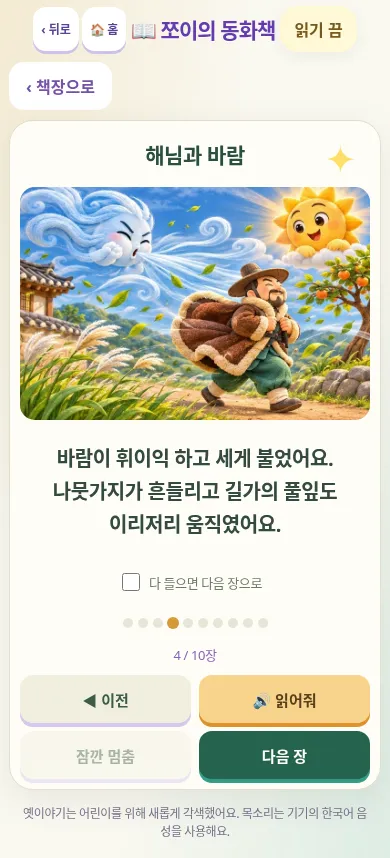 ‹ 뒤로 🏠 홈 📖 쪼이의 동화책 읽기 끔
‹ 책장으로
해님과 바람
바람이 휘이익 하고 세게 불었어요.
나뭇가지가 흔들리고 길가의 풀잎도
이리저리 움직였어요.
다 들으면 다음 장으로
4 / 10장
◀ 이전 🔊 읽어줘
잠깐 멈춤 다음 장
옛이야기는 어린이를 위해 새롭게 각색했어요. 목소리는 기기의 한국어 음
성을 사용해요.